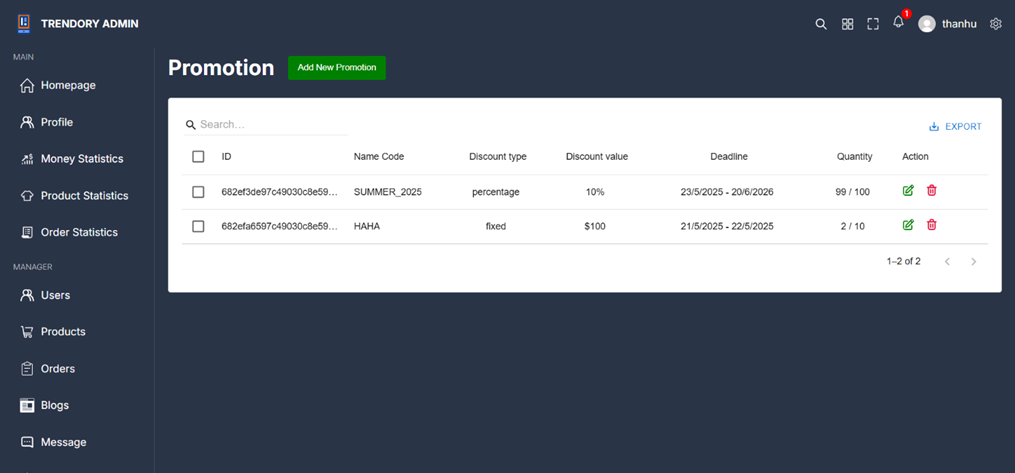 TRENDORY ADMIN
1
thanhu
MAIN
Homepage
Profile
Money Statistics
Product Statistics
Order Statistics
MANAGER
Users
Products
Orders
Blogs
Message
Promotion
Add New Promotion
Search...
EXPORT
ID Name Code Discount type Discount value Deadline Quantity Action
682ef3de97c49030c8e59... SUMMER_2025 percentage 10% 23/5/2025 - 20/6/2026 99 / 100
682efa6597c49030c8e59... HAHA fixed $100 21/5/2025 - 22/5/2025 2 / 10
1–2 of 2